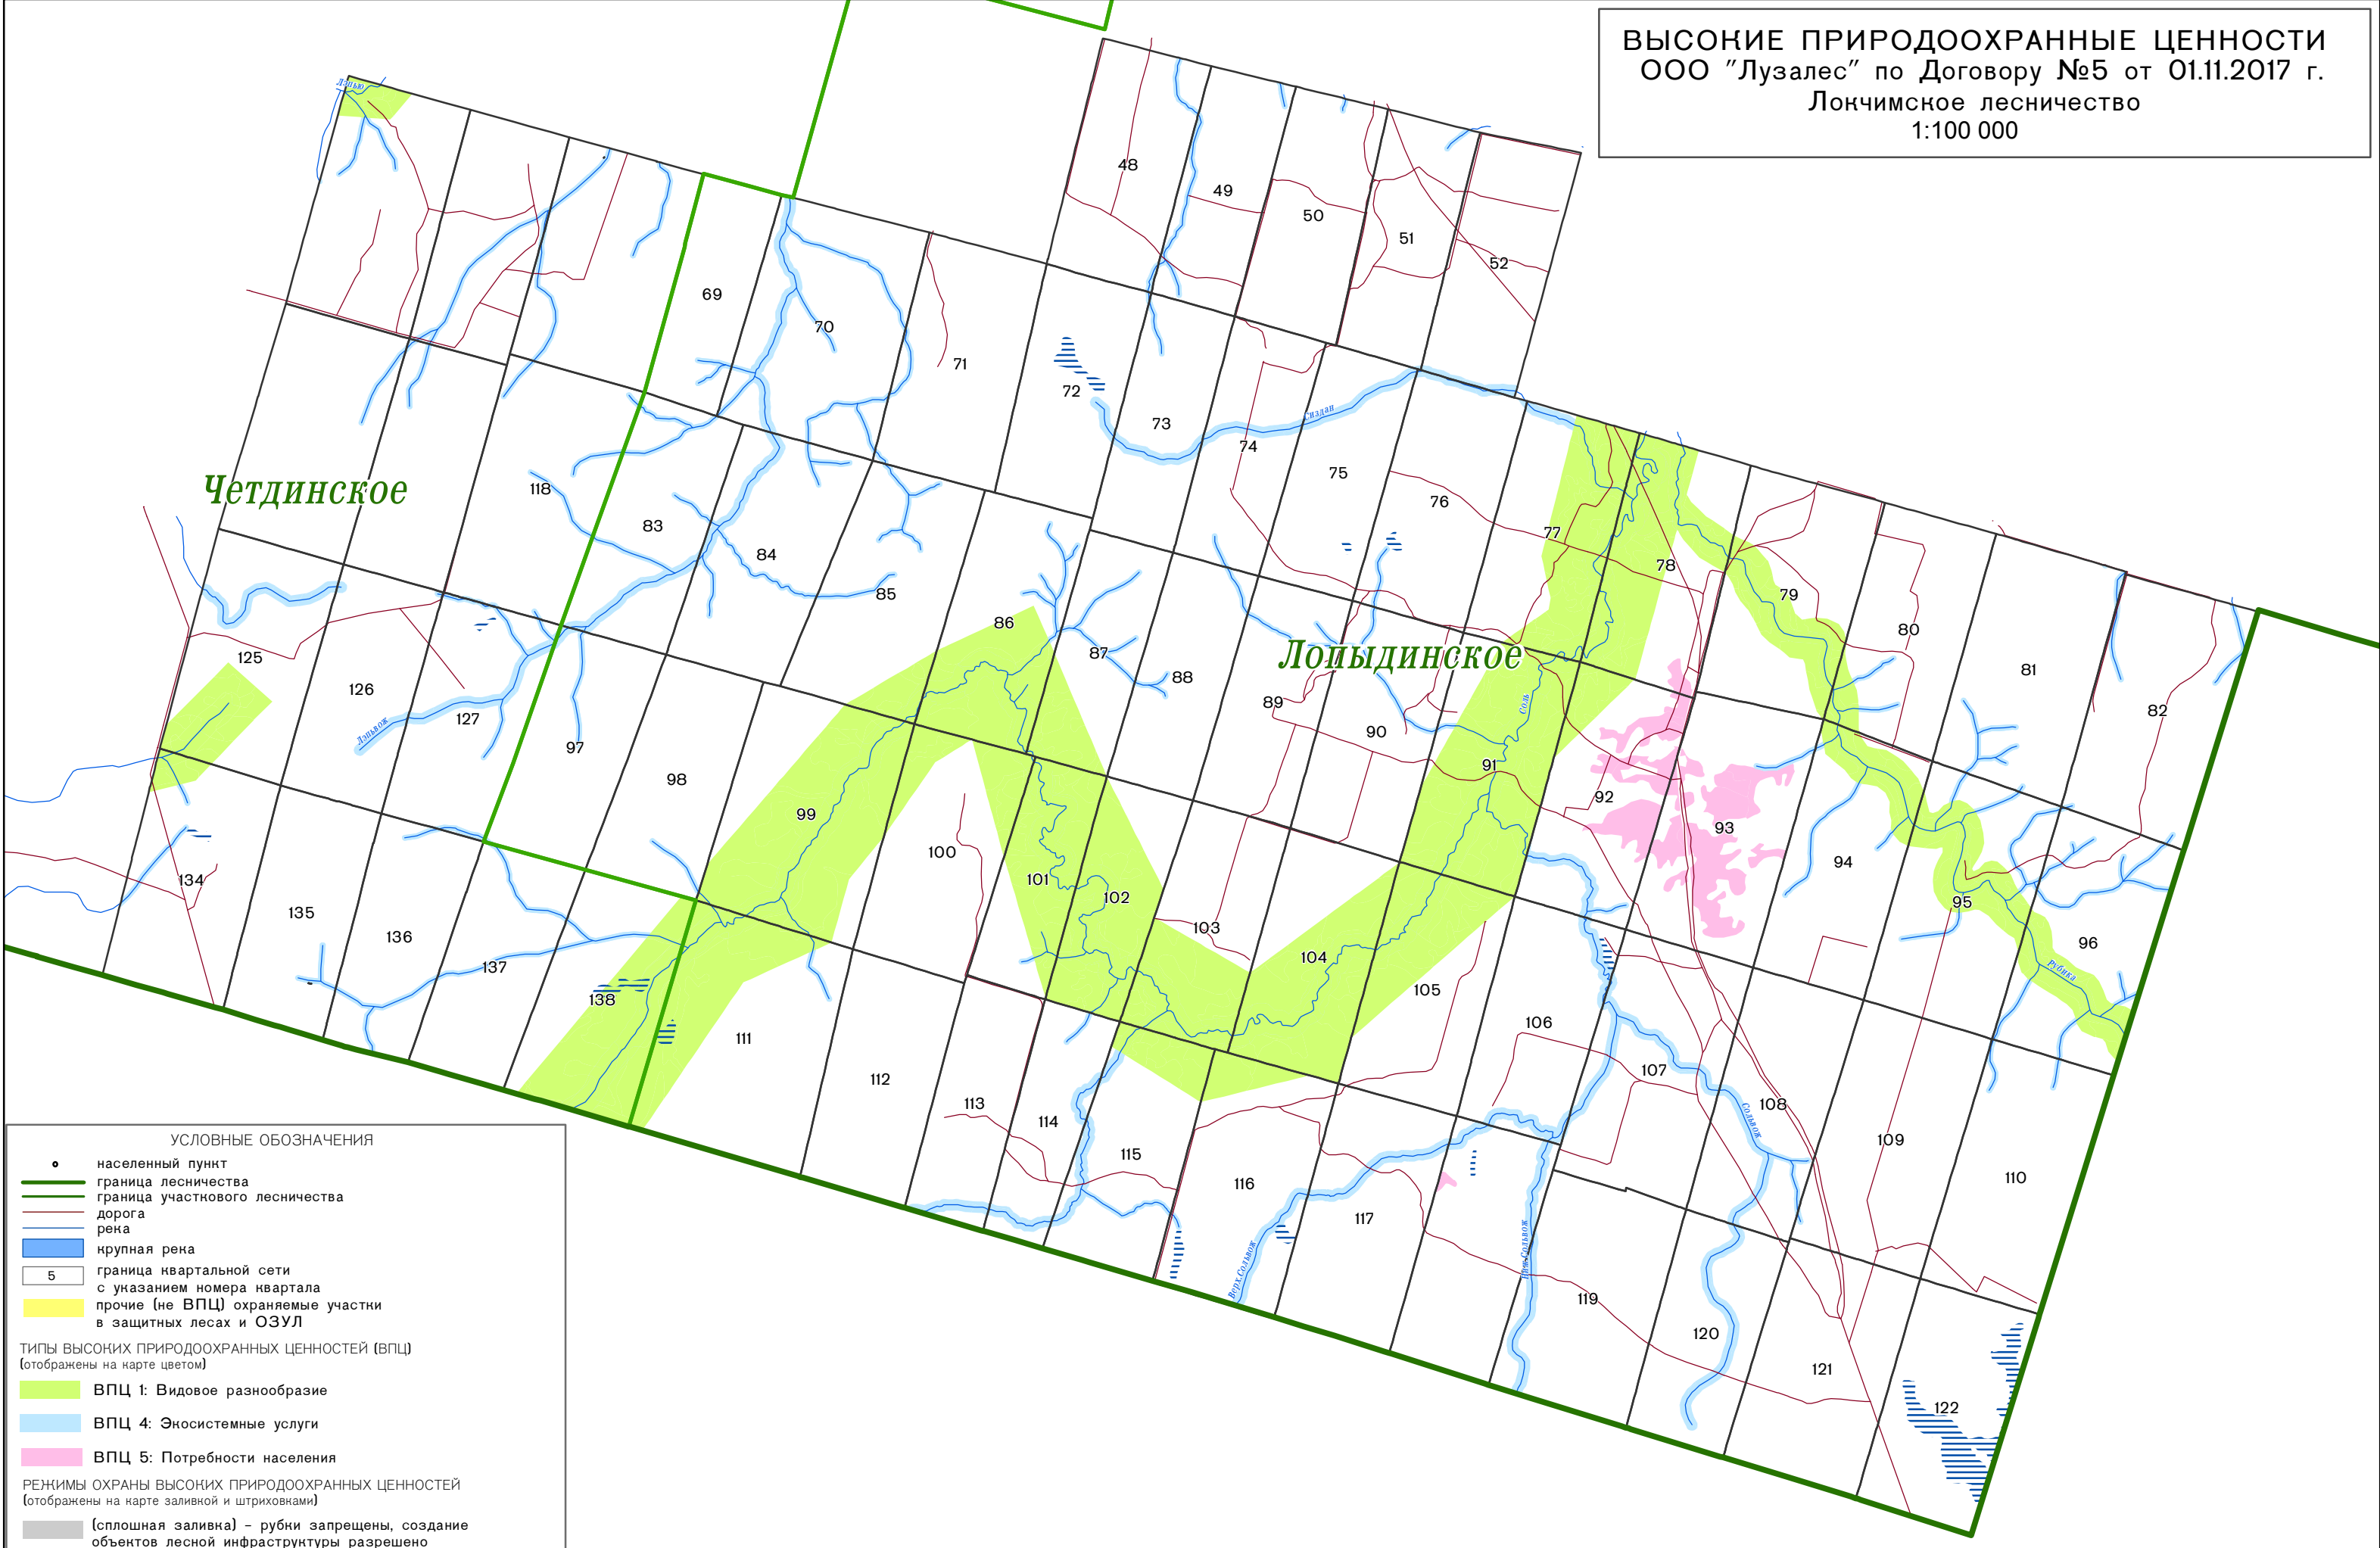 ВЫСОКИЕ ПРИРОДООХРАННЫЕ ЦЕННОСТИ
ООО "Лузалес" по Договору №5 от 01.11.2017 г.
Локчимское лесничество
1:100 000
Лэпью
48
49
50
51
52
69
70
71
72
73
74
Сиздан
75
76
77
78
79
80
81
82
Четдинское
118
83
84
85
86
87
88
89
Лопыдинское
90
91
Соль
92
93
94
95
96
Рубика
125
126
127
Лэпьвож
97
98
99
100
101
102
103
104
105
106
107
108
Сольвож
109
110
134
135
136
137
138
111
112
113
114
115
116
117
Верх.Сольвож
119
120
121
122
УСЛОВНЫЕ ОБОЗНАЧЕНИЯ
населенный пункт
граница лесничества
граница участкового лесничества
дорога
река
крупная река
5
граница квартальной сети
с указанием номера квартала
прочие (не ВПЦ) охраняемые участки
в защитных лесах и ОЗУЛ
ТИПЫ ВЫСОКИХ ПРИРОДООХРАННЫХ ЦЕННОСТЕЙ (ВПЦ)
(отображены на карте цветом)
ВПЦ 1: Видовое разнообразие
ВПЦ 4: Экосистемные услуги
ВПЦ 5: Потребности населения
РЕЖИМЫ ОХРАНЫ ВЫСОКИХ ПРИРОДООХРАННЫХ ЦЕННОСТЕЙ
(отображены на карте заливкой и штриховками)
(сплошная заливка) – рубки запрещены, создание
объектов лесной инфраструктуры разрешено